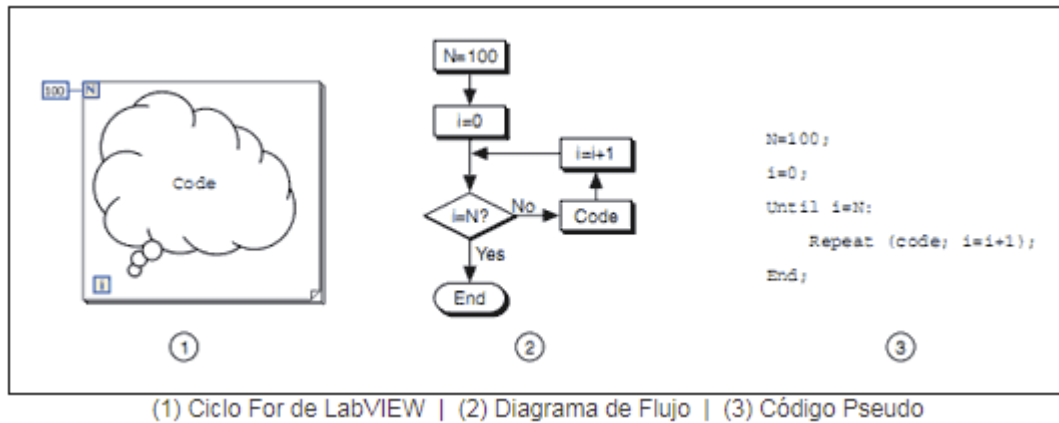 100
N
Code
i
1
N=100
i=0
i=i+1
i=N?
No
Code
Yes
End
2
N=100;
i=0;
Until i=N:
Repeat (code; i=i+1);
End;
3
(1) Ciclo For de LabVIEW | (2) Diagrama de Flujo | (3) Código Pseudo